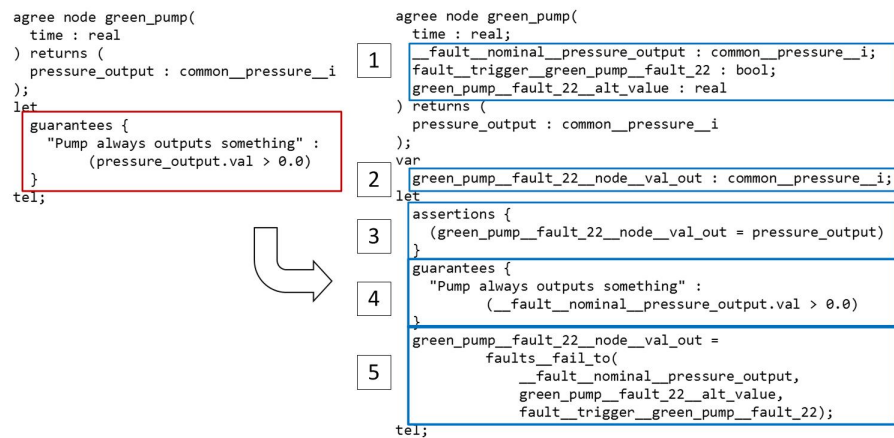 agree node green_pump(
time : real
) returns (
pressure_output : common__pressure__i
);
let
guarantees {
"Pump always outputs something" :
(pressure_output.val > 0.0)
}
tel;
agree node green_pump(
time : real;
1
__fault__nominal__pressure_output : common__pressure__i;
fault__trigger__green_pump__fault_22 : bool;
green_pump__fault_22__alt_value : real
) returns (
pressure_output : common__pressure__i
);
var
2
green_pump__fault_22__node__val_out : common__pressure__i;
let
3
assertions {
(green_pump__fault_22__node__val_out = pressure_output)
}
4
guarantees {
"Pump always outputs something" :
(__fault__nominal__pressure_output.val > 0.0)
}
5
green_pump__fault_22__node__val_out =
faults__fail_to(
__fault__nominal__pressure_output,
green_pump__fault_22__alt_value,
fault__trigger__green_pump__fault_22);
tel;